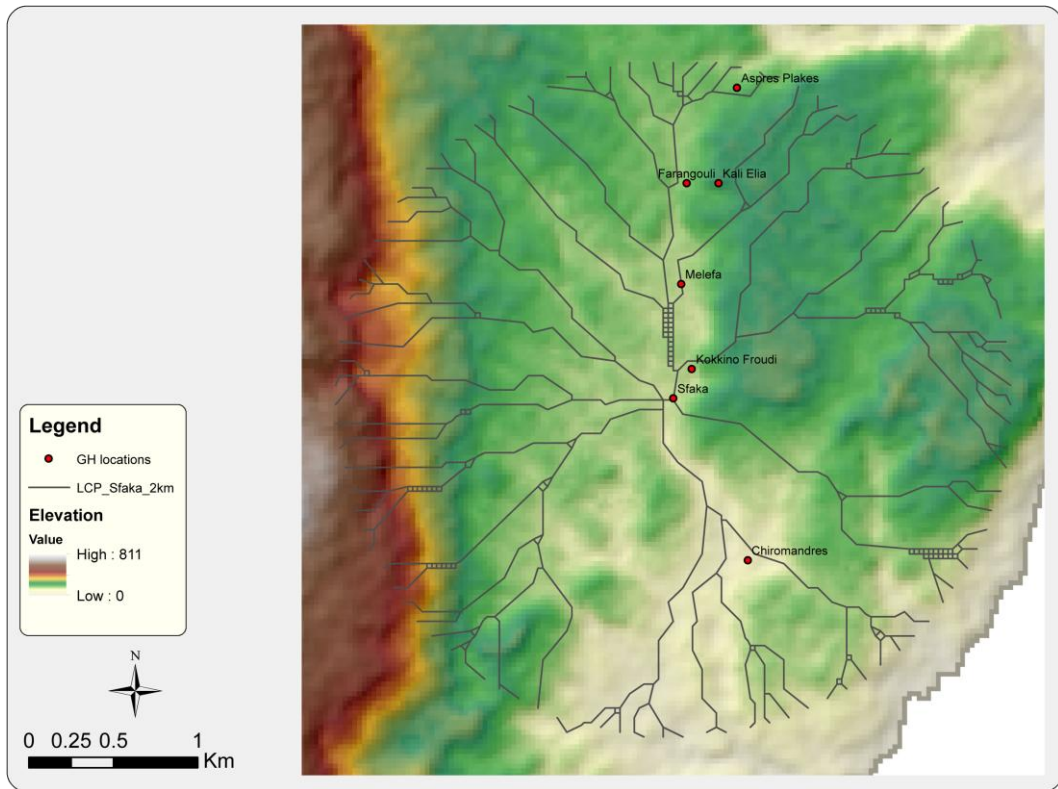 Aspres Plakes
Farangouli Kali Elia
Melefa
Kokkino Froudi
Sfaka
Chiromandres
Legend
GH locations
LCP_Sfaka_2km
Elevation
Value
High : 811
Low : 0
N
0 0.25 0.5 1
Km